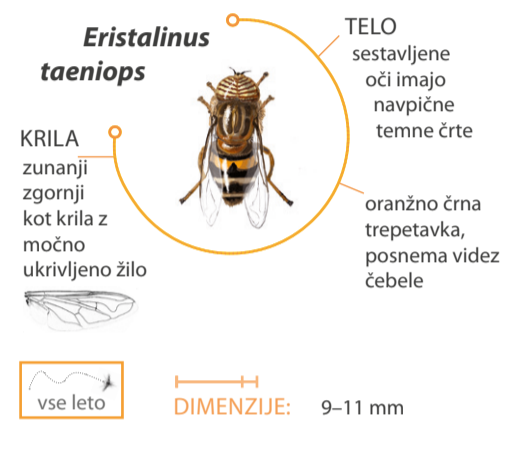 Eristalinus
taeniops
TELO
sestavljene
oči imajo
navpične
temne črte
KRILA
zunanji
zgornji
kot krila z
močno
ukrivljeno žilo
oranžno črna
trepetavka,
posnema videz
čebele
vse leto
DIMENZIJE: 9–11 mm